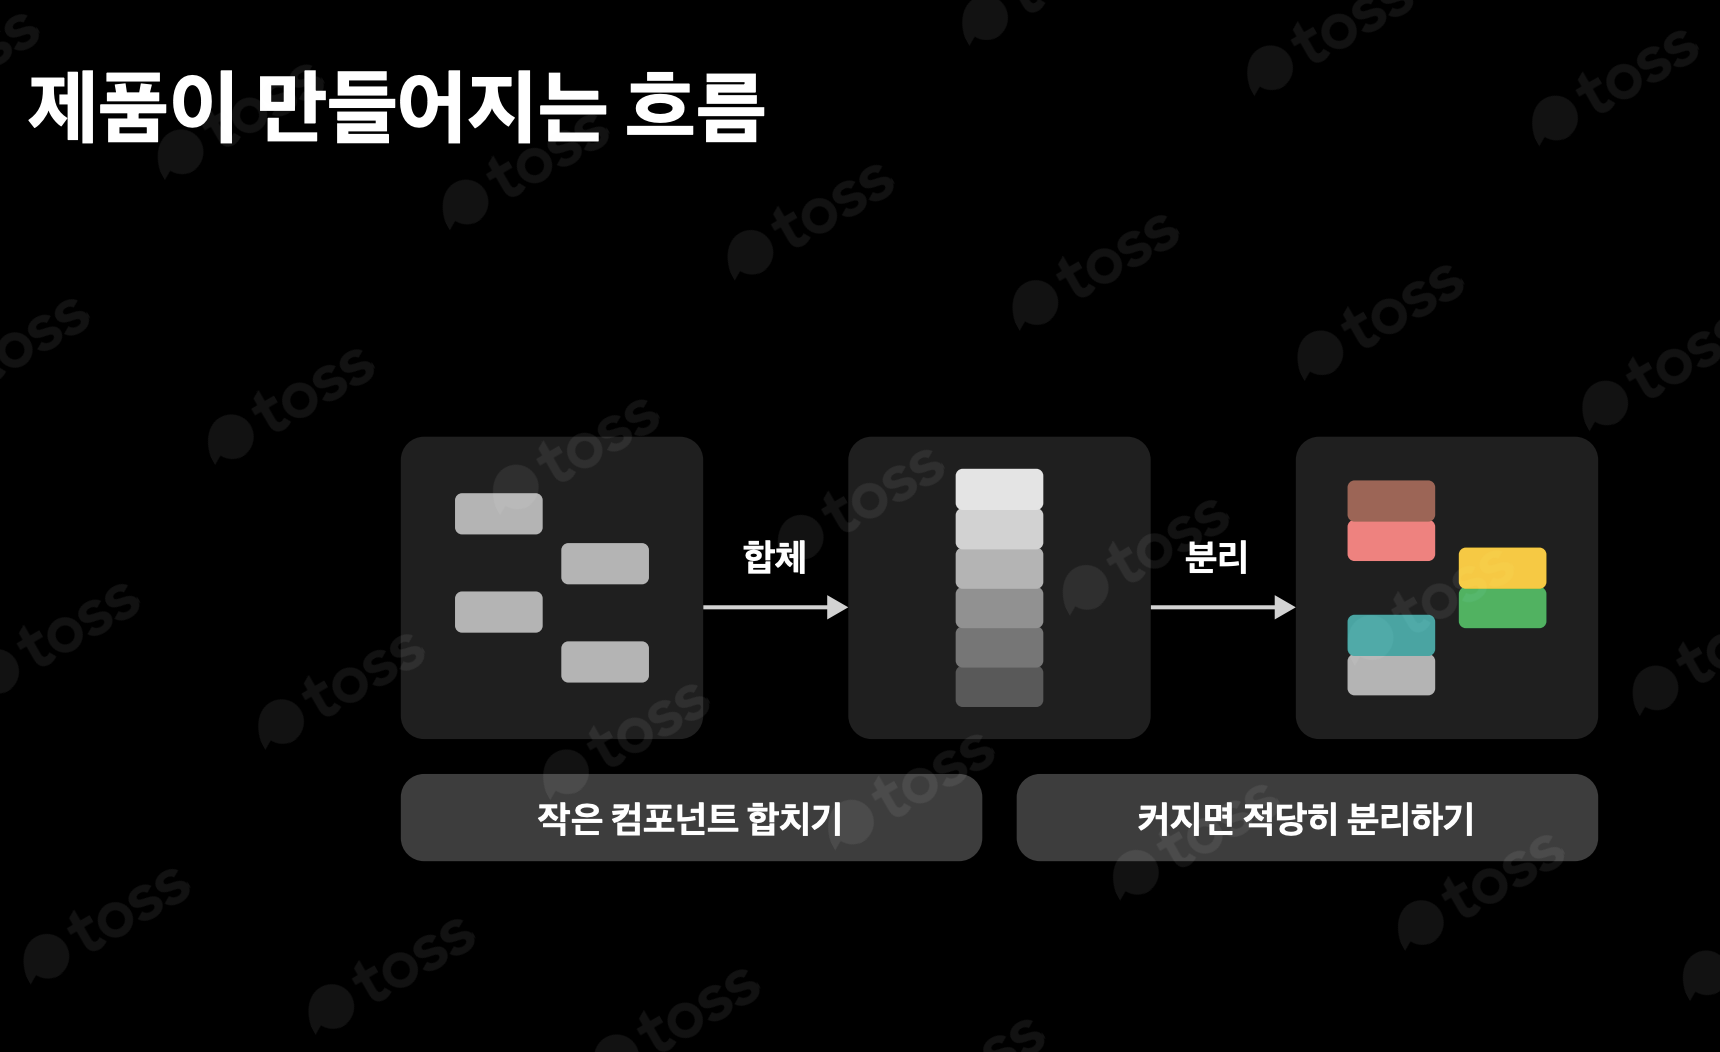 제품이 만들어지는 흐름
합체
분리
작은 컴포넌트 합치기
커지면 적당히 분리하기
toss